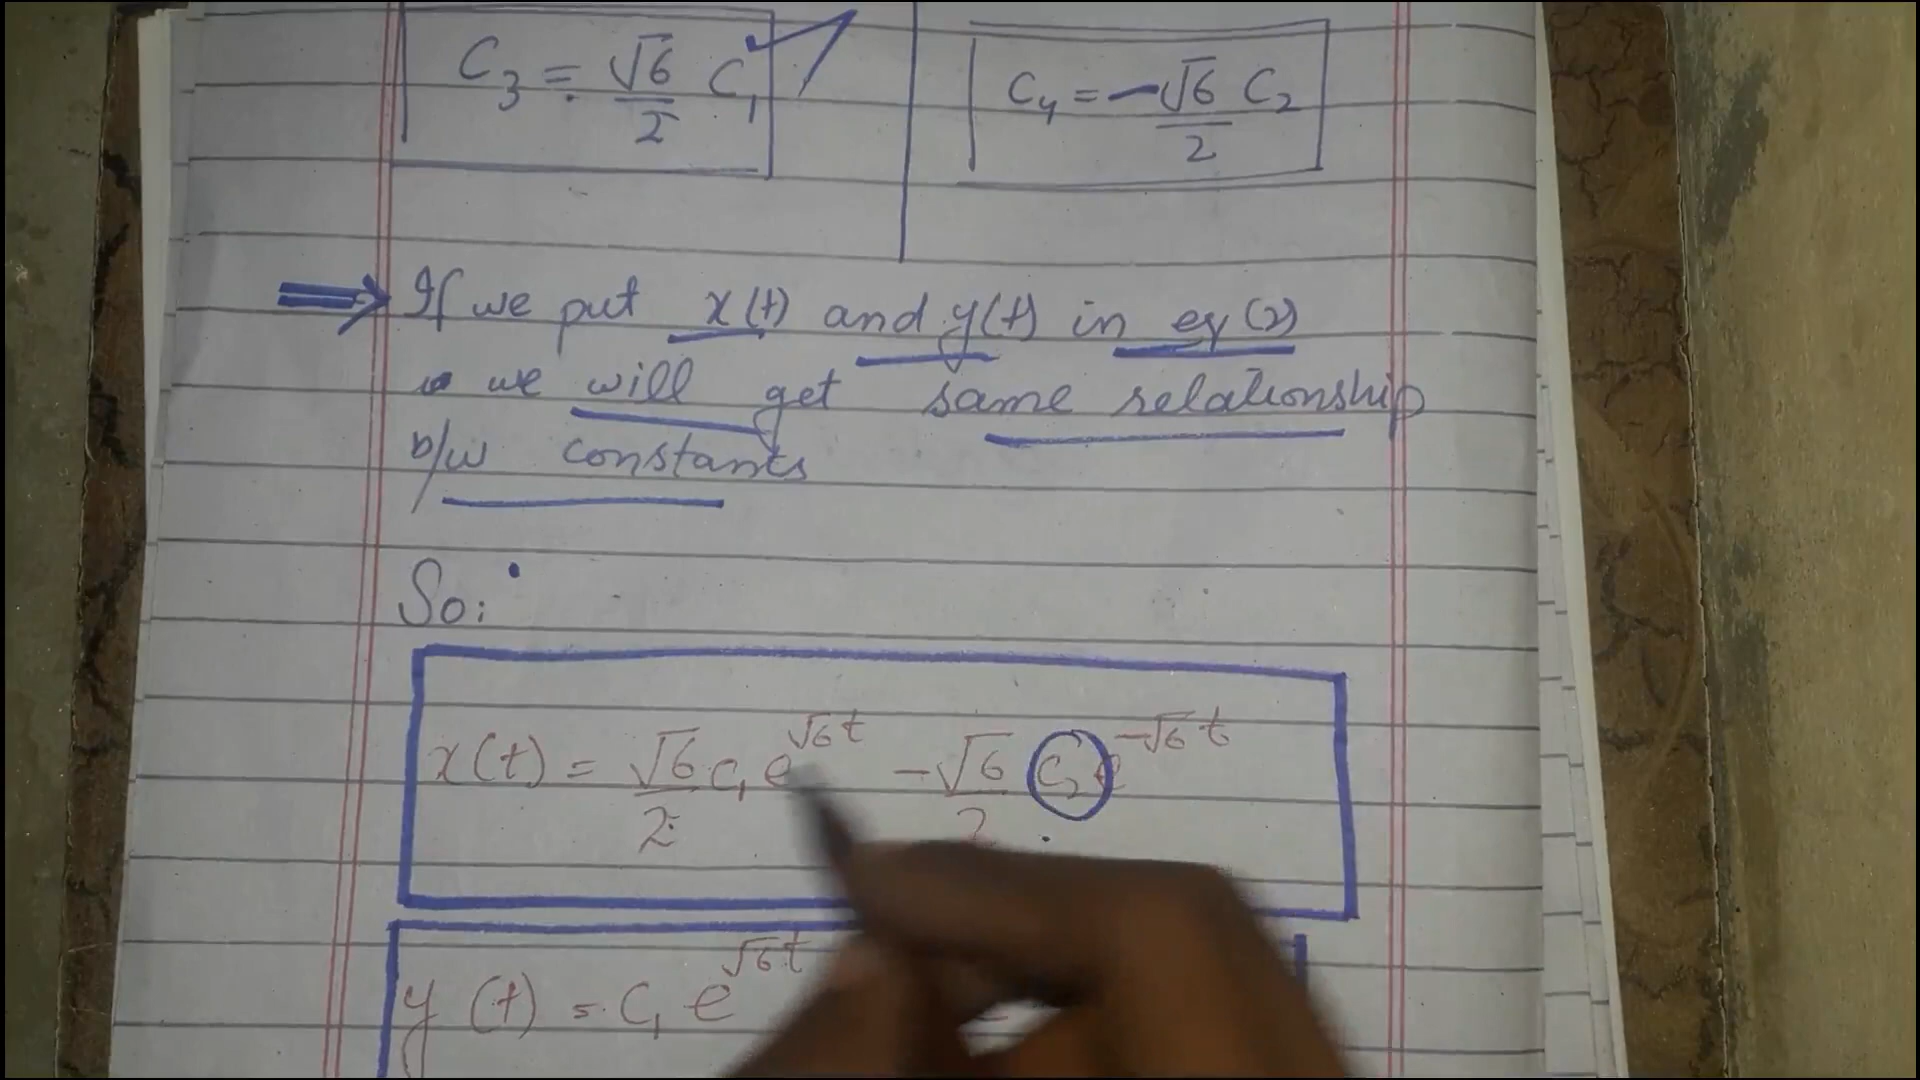 C₃ = √6/2 C₁
C₄ = -√6/2 C₂
⇒ If we put x(t) and y(t) in eq (2)
we will get same relationship
b/w constants
So:
x(t) = √6/2 c₁ e^√6t - √6/2 C₂ e^-√6t
y(t) = C₁ e^√6t